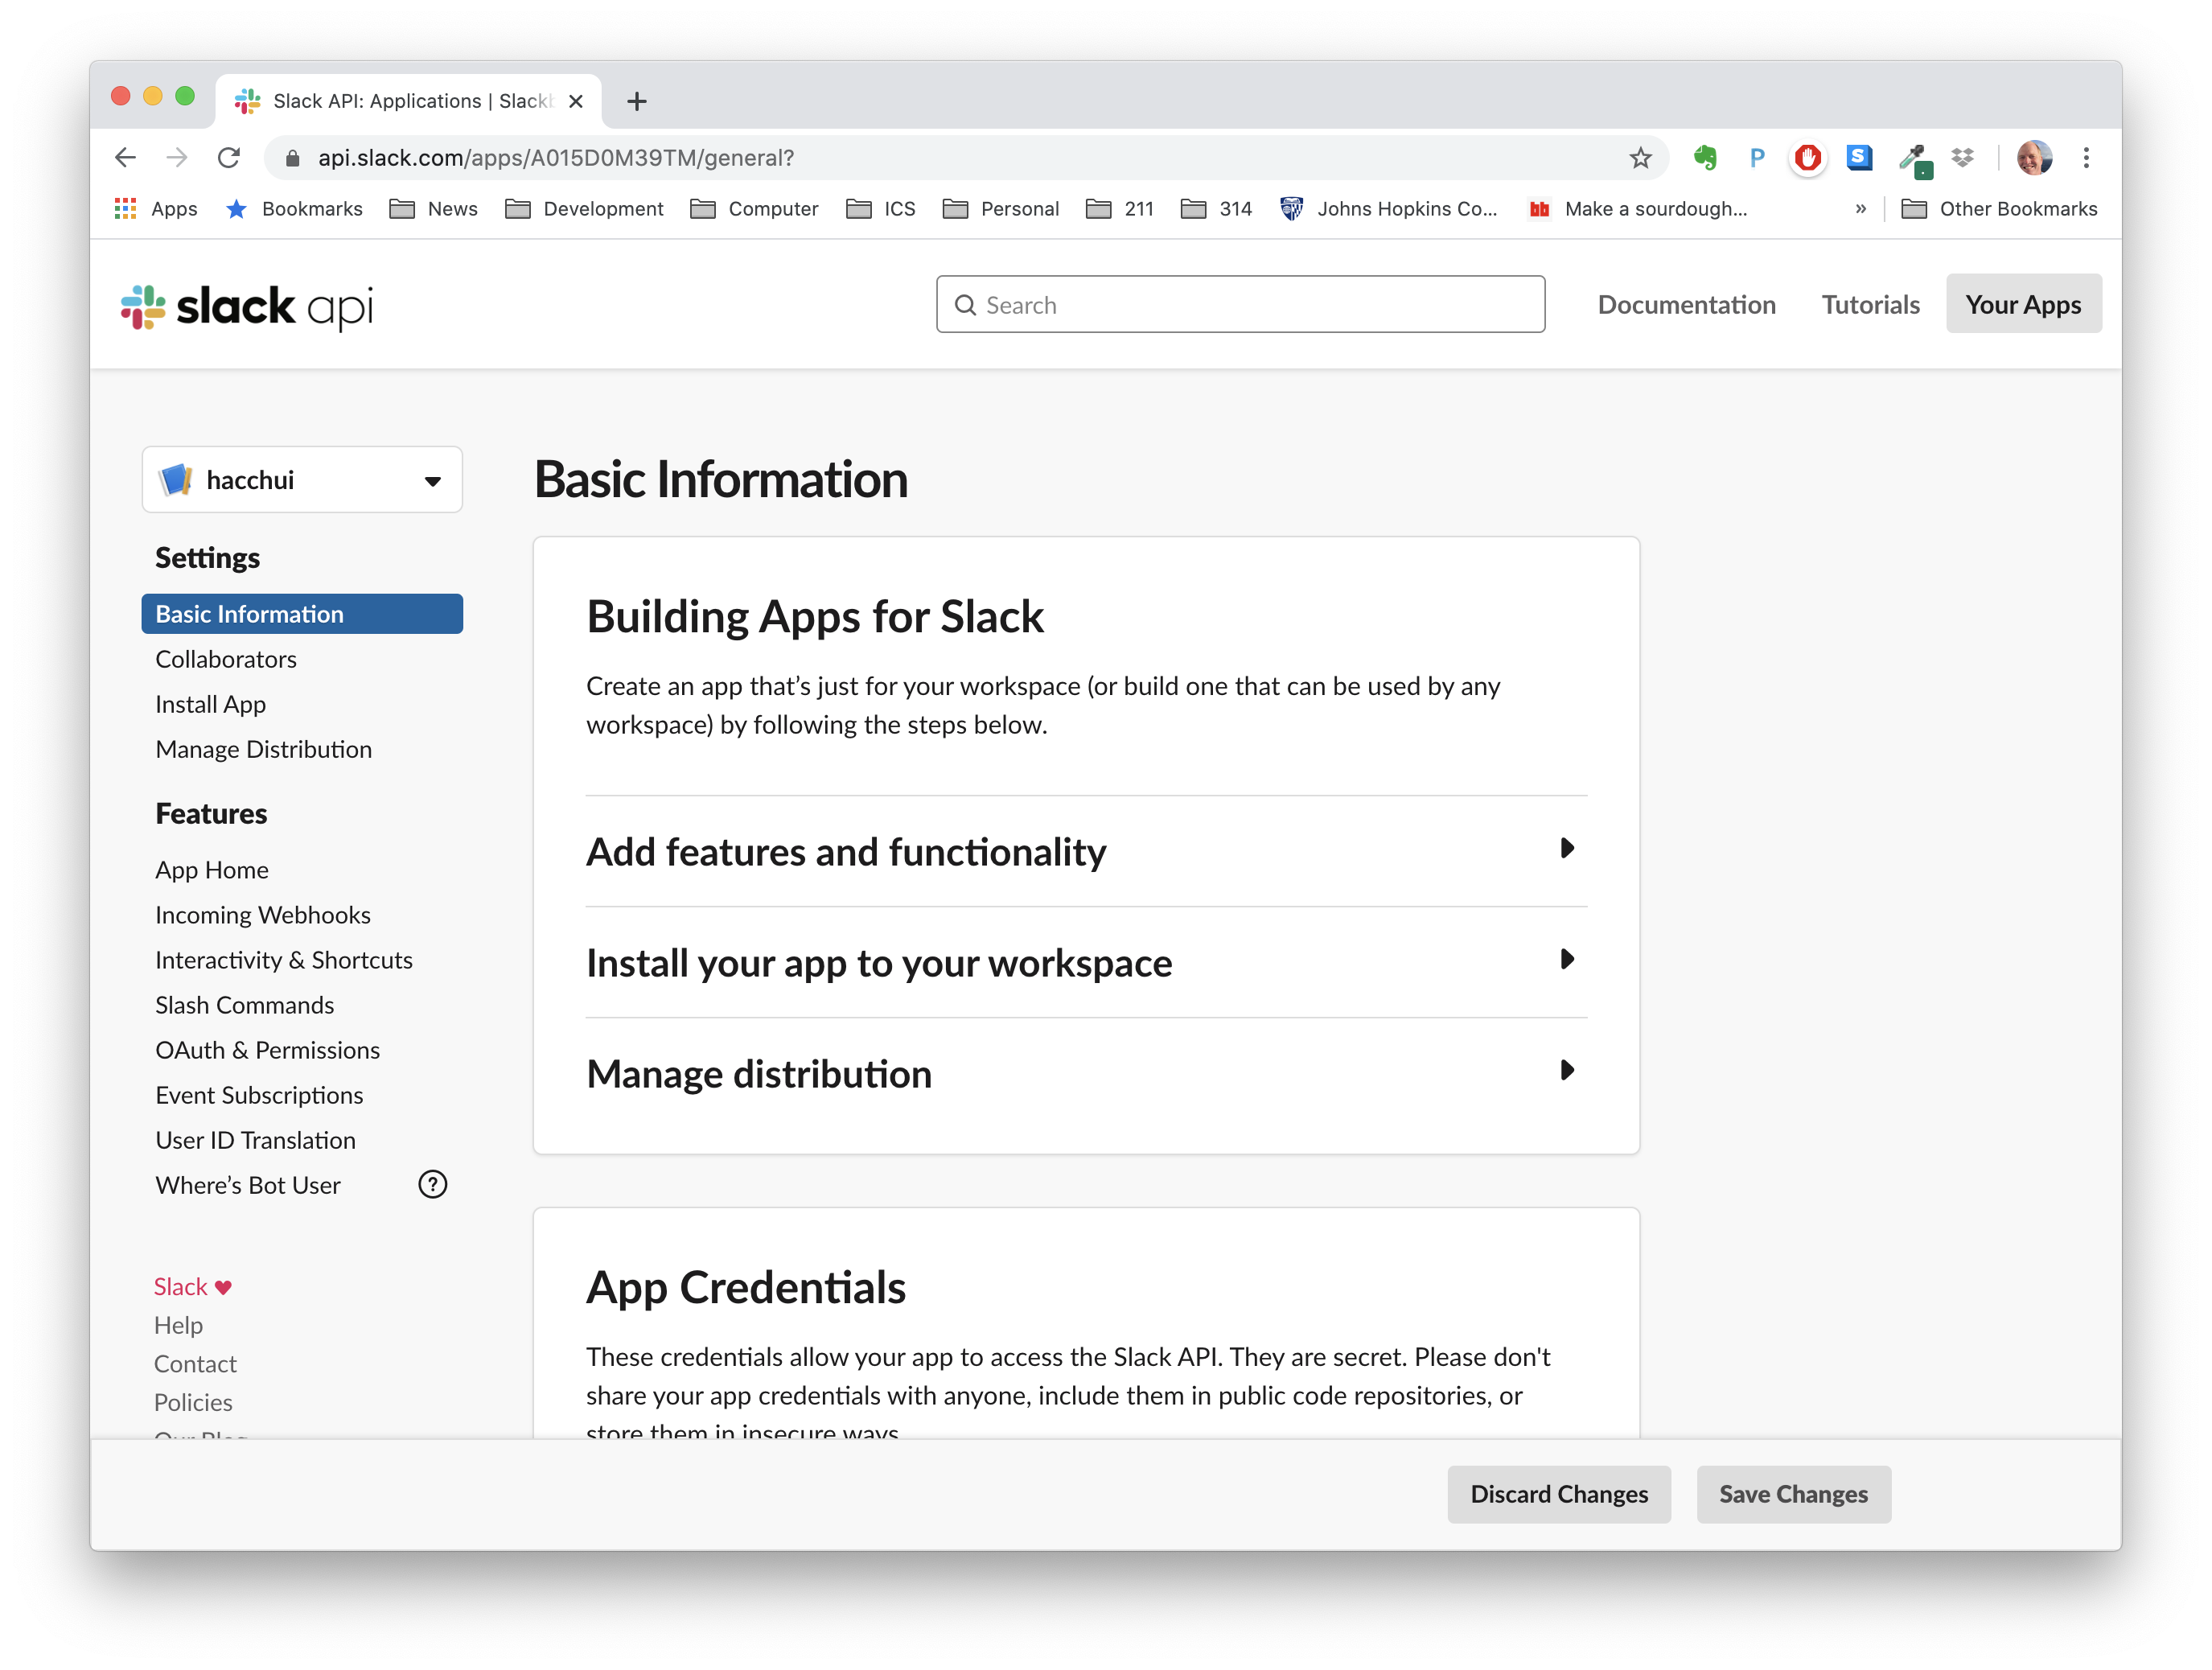 Slack API: Applications | Slack
api.slack.com/apps/A015D0M39TM/general?
Apps Bookmarks News Development Computer ICS Personal 211 314 Johns Hopkins Co... Make a sourdough... » Other Bookmarks
slack api
Search
Documentation Tutorials Your Apps
hacchui
Settings
Basic Information
Collaborators
Install App
Manage Distribution
Features
App Home
Incoming Webhooks
Interactivity & Shortcuts
Slash Commands
OAuth & Permissions
Event Subscriptions
User ID Translation
Where's Bot User ?
Slack ♥
Help
Contact
Policies
Our Blog
Basic Information
Building Apps for Slack
Create an app that's just for your workspace (or build one that can be used by any
workspace) by following the steps below.
Add features and functionality
Install your app to your workspace
Manage distribution
App Credentials
These credentials allow your app to access the Slack API. They are secret. Please don't
share your app credentials with anyone, include them in public code repositories, or
store them in insecure ways.
Discard Changes Save Changes